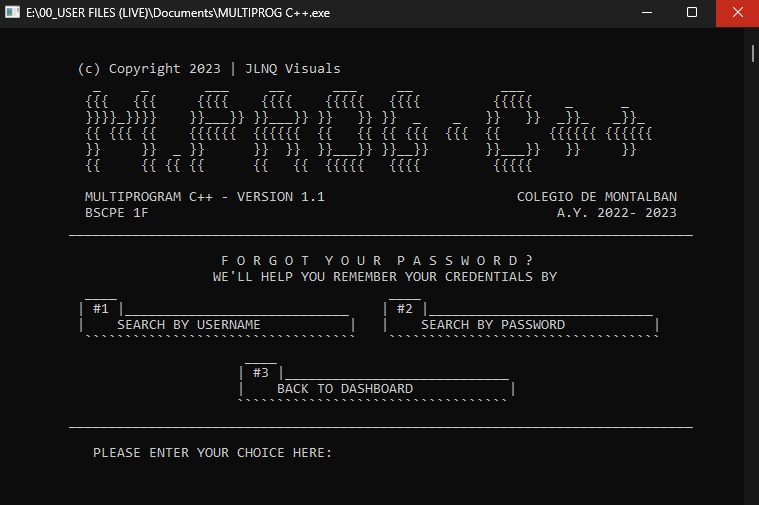 E:\00_USER FILES (LIVE)\Documents\MULTIPROG C++.exe
(c) Copyright 2023 | JLNQ Visuals
M.PROG. C++
MULTIPROGRAM C++ - VERSION 1.1 COLEGIO DE MONTALBAN
BSCPE 1F A.Y. 2022- 2023
F O R G O T Y O U R P A S S W O R D ?
WE'LL HELP YOU REMEMBER YOUR CREDENTIALS BY
#1 #2
SEARCH BY USERNAME SEARCH BY PASSWORD
#3
BACK TO DASHBOARD
PLEASE ENTER YOUR CHOICE HERE: